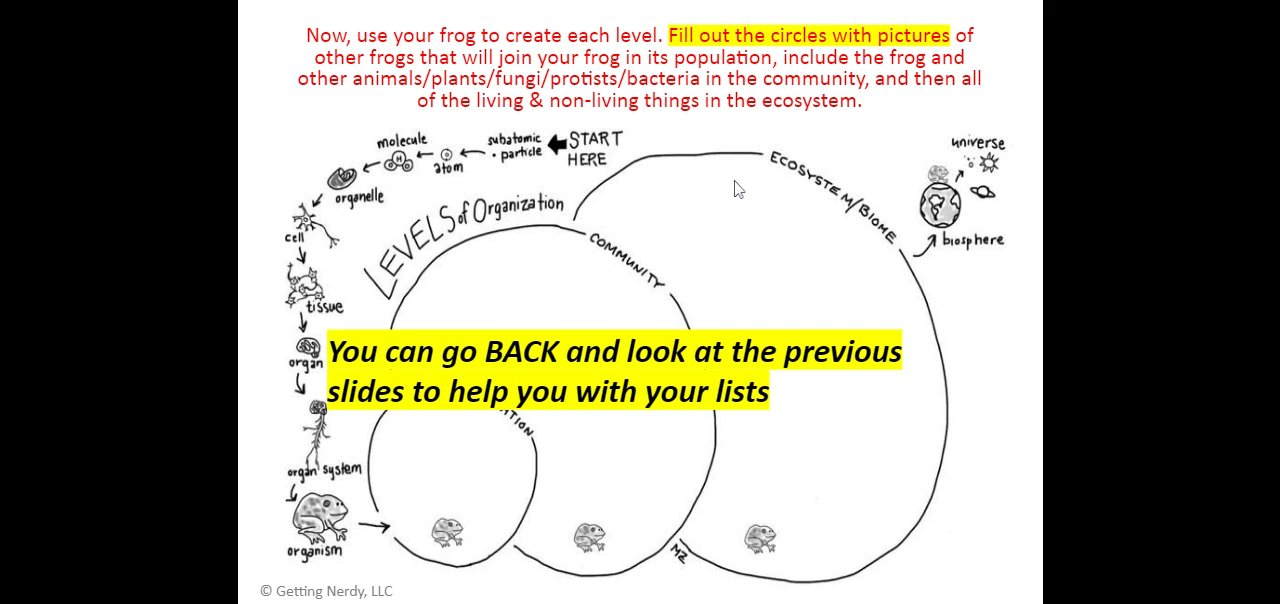 Now, use your frog to create each level. Fill out the circles with pictures of
other frogs that will join your frog in its population, include the frog and
other animals/plants/fungi/protists/bacteria in the community, and then all
of the living & non-living things in the ecosystem.
START
HERE
subatomic
particle
atom
molecule
H
organelle
cell
tissue
organ
organ system
organism
LEVELS of Organization
COMMUNITY
ECOSYSTEM/BIOME
universe
biosphere
You can go BACK and look at the previous
slides to help you with your lists
MZ
© Getting Nerdy, LLC